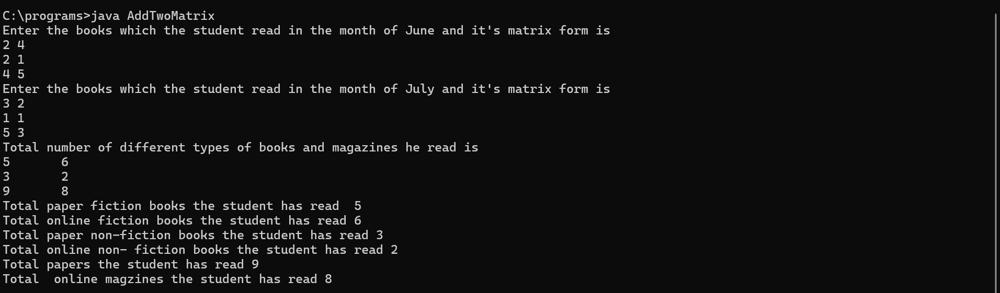 C:\programs>java AddTwoMatrix
Enter the books which the student read in the month of June and it's matrix form is
2 4
2 1
4 5
Enter the books which the student read in the month of July and it's matrix form is
3 2
1 1
5 3
Total number of different types of books and magazines he read is
5       6
3       2
9       8
Total paper fiction books the student has read  5
Total online fiction books the student has read 6
Total paper non-fiction books the student has read 3
Total online non- fiction books the student has read 2
Total papers the student has read 9
Total  online magzines the student has read 8